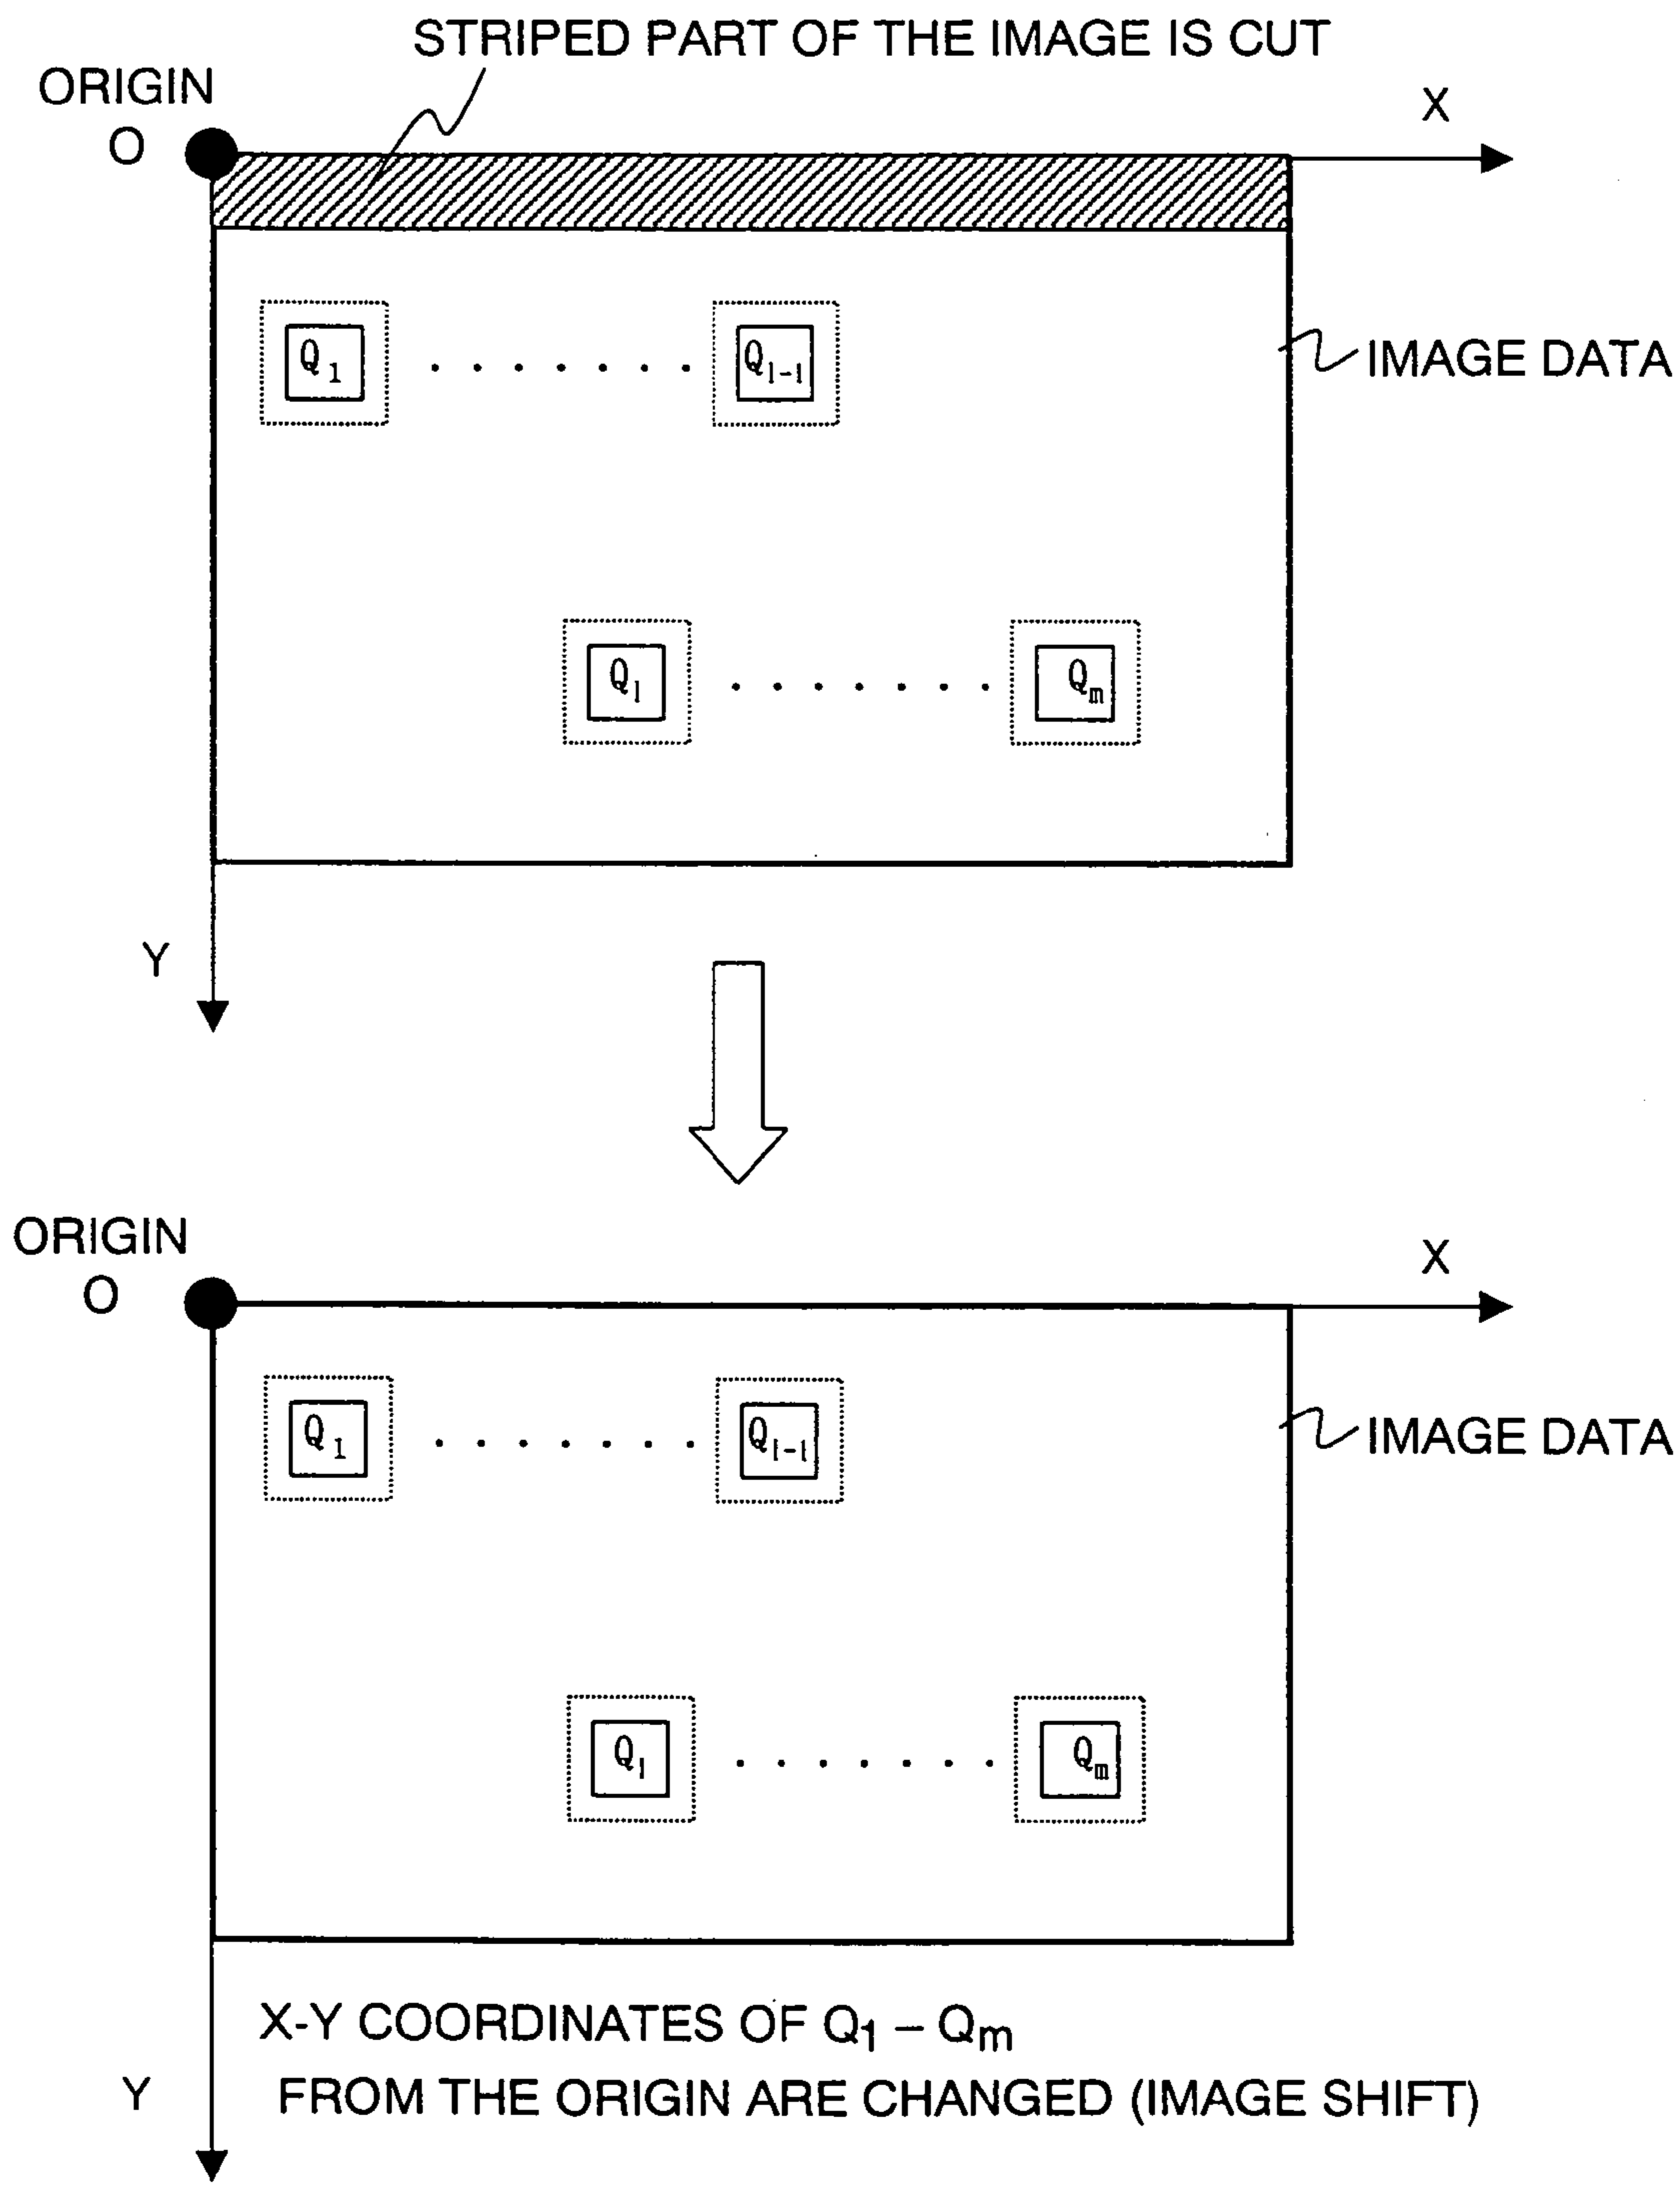 STRIPED PART OF THE IMAGE IS CUT
ORIGIN
O
X
Q1 ....... Ql-1
IMAGE DATA
Ql ....... Qm
Y
ORIGIN
O
X
Q1 ....... Ql-1
IMAGE DATA
Ql ....... Qm
X-Y COORDINATES OF Q1 – Qm
Y
FROM THE ORIGIN ARE CHANGED (IMAGE SHIFT)